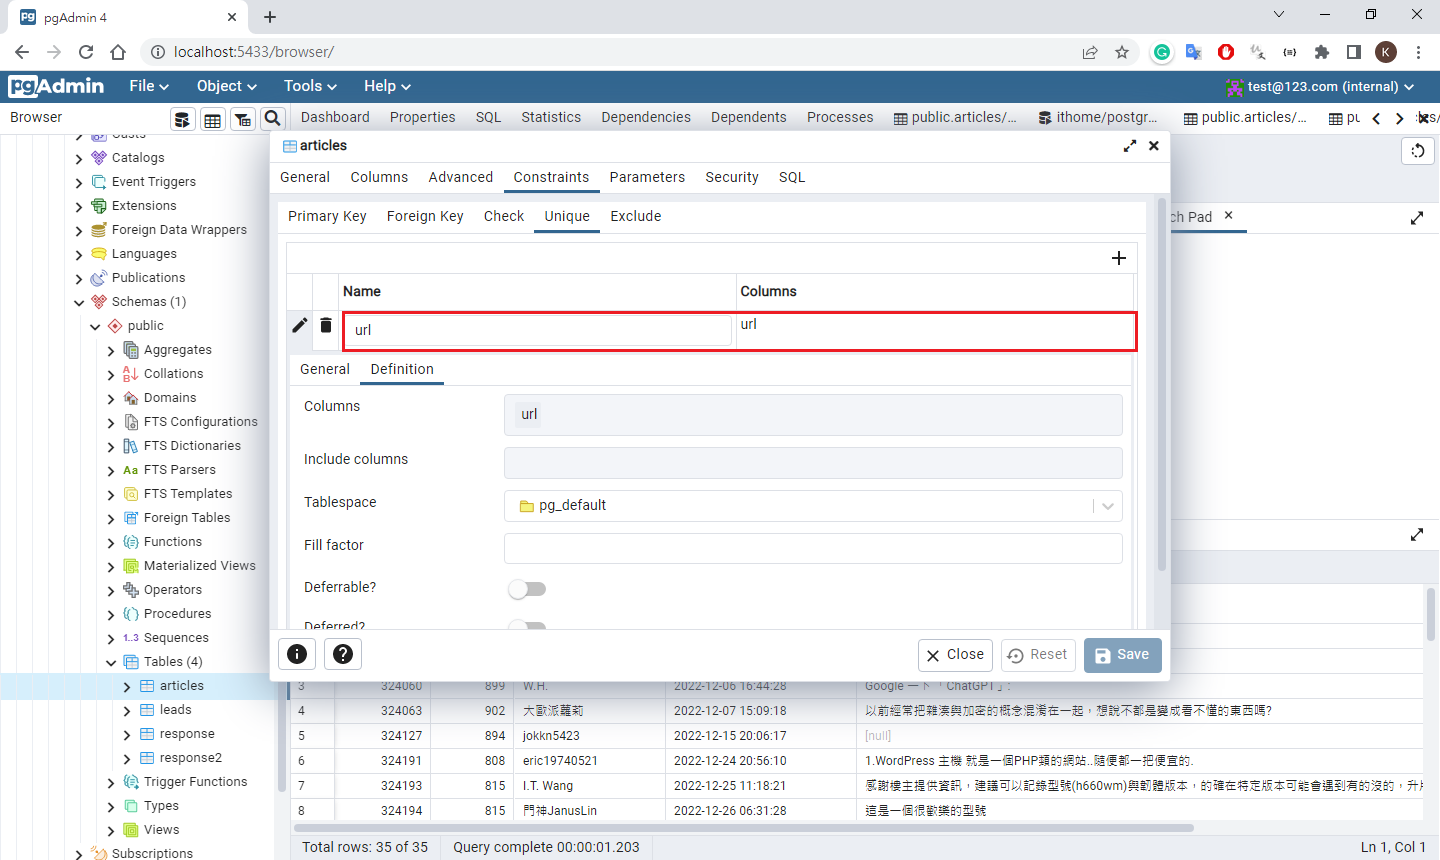 pgAdmin 4
localhost:5433/browser/
K
pgAdmin
File
Object
Tools
Help
test@123.com (internal)
Browser
Dashboard
Properties
SQL
Statistics
Dependencies
Dependents
Processes
public.articles/...
ithome/postgr...
public.articles/...
Casts
Catalogs
Event Triggers
Extensions
Foreign Data Wrappers
Languages
Publications
Schemas (1)
public
Aggregates
Collations
Domains
FTS Configurations
FTS Dictionaries
Aa FTS Parsers
FTS Templates
Foreign Tables
Functions
Materialized Views
Operators
Procedures
1..3 Sequences
Tables (4)
articles
leads
response
response2
Trigger Functions
Types
Views
Subscriptions
articles
General Columns Advanced Constraints Parameters Security SQL
Primary Key Foreign Key Check Unique Exclude
Name Columns
url url
General Definition
Columns url
Include columns
Tablespace pg_default
Fill factor
Deferrable?
Deferred?
Close Reset Save
ch Pad
3 324060 899 W.H. 2022-12-06 16:44:28 Google 一下「ChatGPT」:
4 324063 902 大歐派蘿莉 2022-12-07 15:09:18 以前經常把雜湊與加密的概念混淆在一起，想說不都是變成看不懂的東西嗎?
5 324127 894 jokkn5423 2022-12-15 20:06:17 [null]
6 324191 808 eric19740521 2022-12-24 20:56:10 1.WordPress 主機 就是一個PHP類的網站..隨便都一把便宜的.
7 324193 815 I.T. Wang 2022-12-25 11:18:21 感謝樓主提供資訊，建議可以記錄型號(h660wm)與韌體版本，的確在特定版本可能會遇到有的沒的，升
8 324194 815 門神JanusLin 2022-12-26 06:31:28 這是一個很歡樂的型號
Total rows: 35 of 35 Query complete 00:00:01.203 Ln 1, Col 1